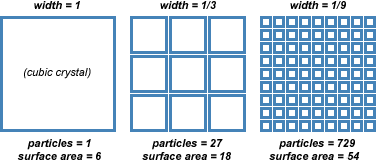 width = 1
width = 1/3
width = 1/9
(cubic crystal)
particles = 1
surface area = 6
particles = 27
surface area = 18
particles = 729
surface area = 54